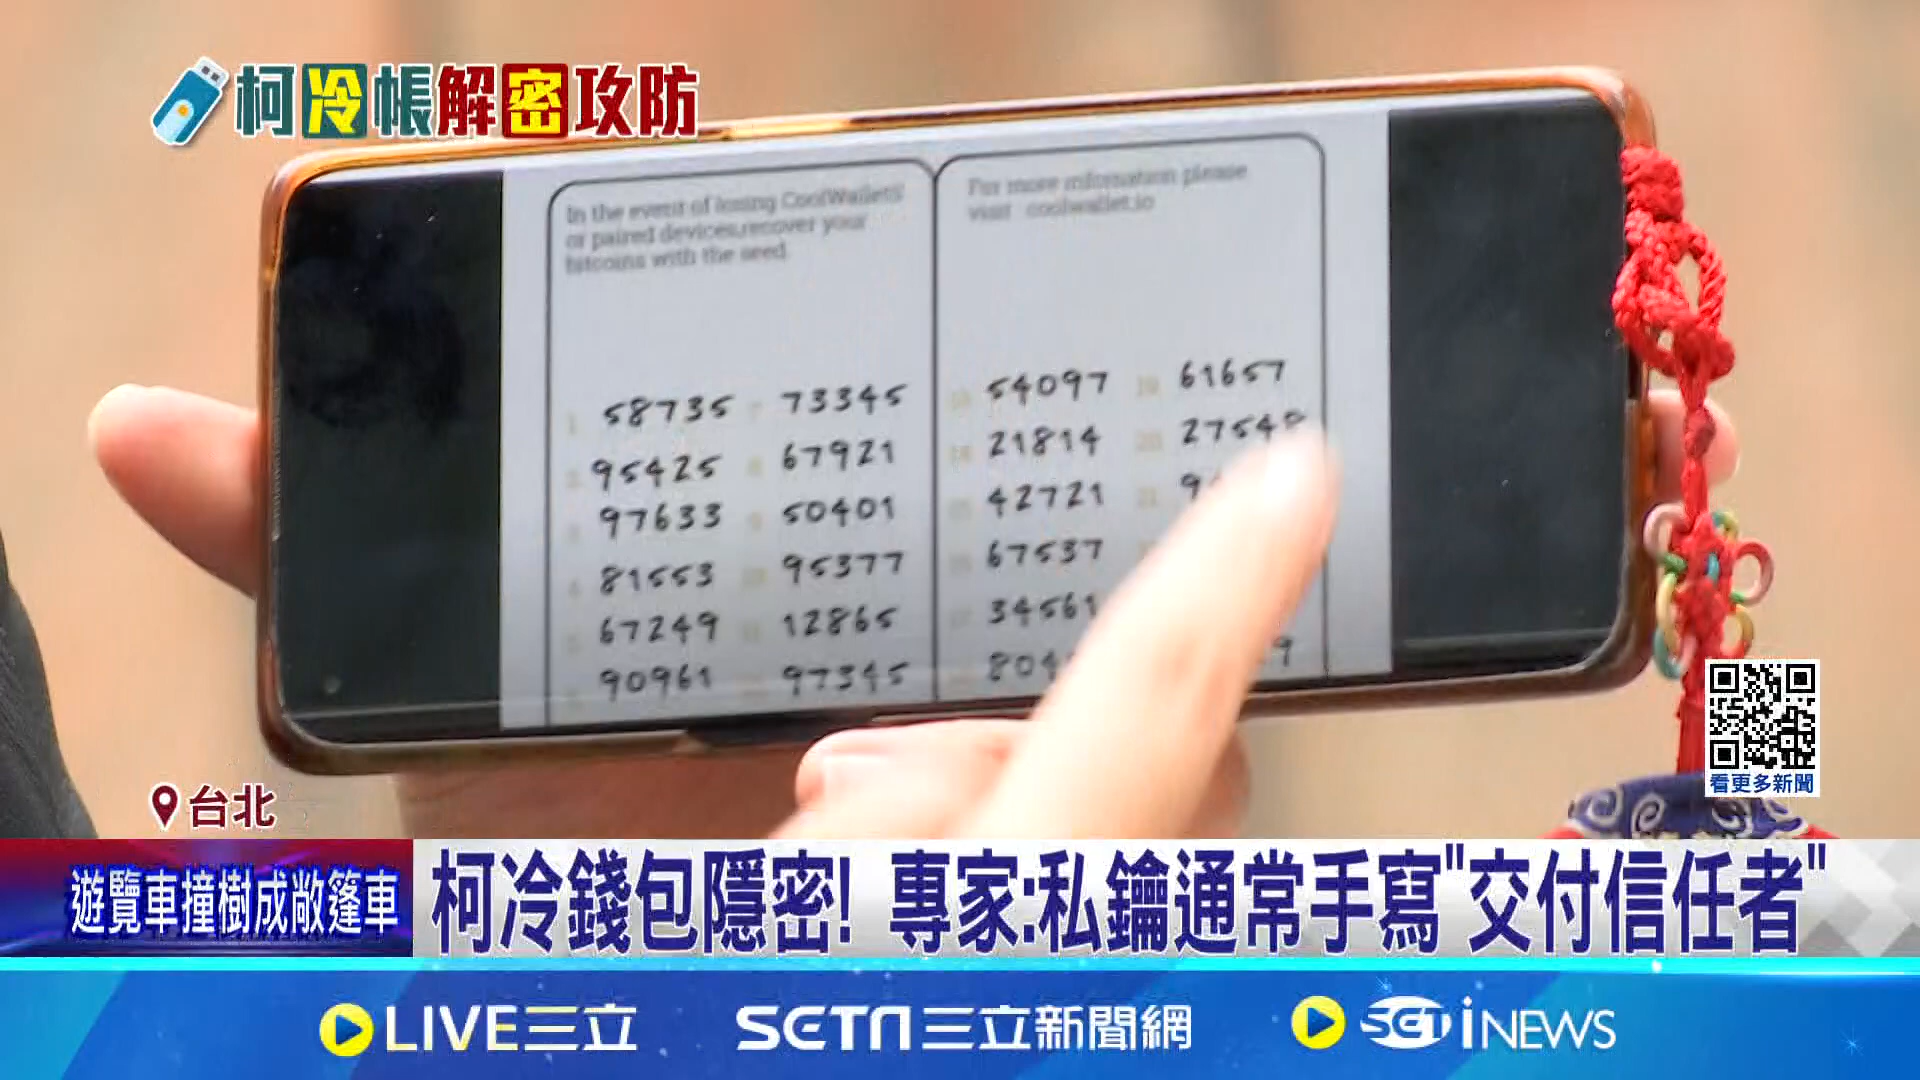 柯冷帳解密攻防
In the event of losing CoolWallets
or paired devices,recover your
bitcoins with the seed.
For more infomation please
visit coolwallet.io
58735 73345
95425 67921
97633 50401
81553 95377
67249 12865
90961 97345
54097 61657
21814
42721
67537
34561
看更多新聞
台北
遊覽車撞樹成敞篷車
柯冷錢包隱密! 專家:私鑰通常手寫"交付信任者"
LIVE三立
SETN三立新聞網
SETiNEWS